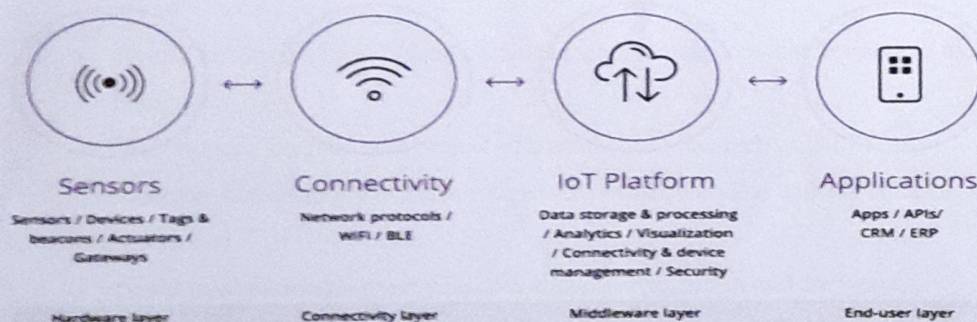 Sensors
Sensors / Devices / Tags &
beacons / Actuators /
Gateways
Hardware layer
Connectivity
Network protocols /
WiFi / BLE
Connectivity layer
IoT Platform
Data storage & processing
/ Analytics / Visualization
/ Connectivity & device
management / Security
Middleware layer
Applications
Apps / APIs/
CRM / ERP
End-user layer